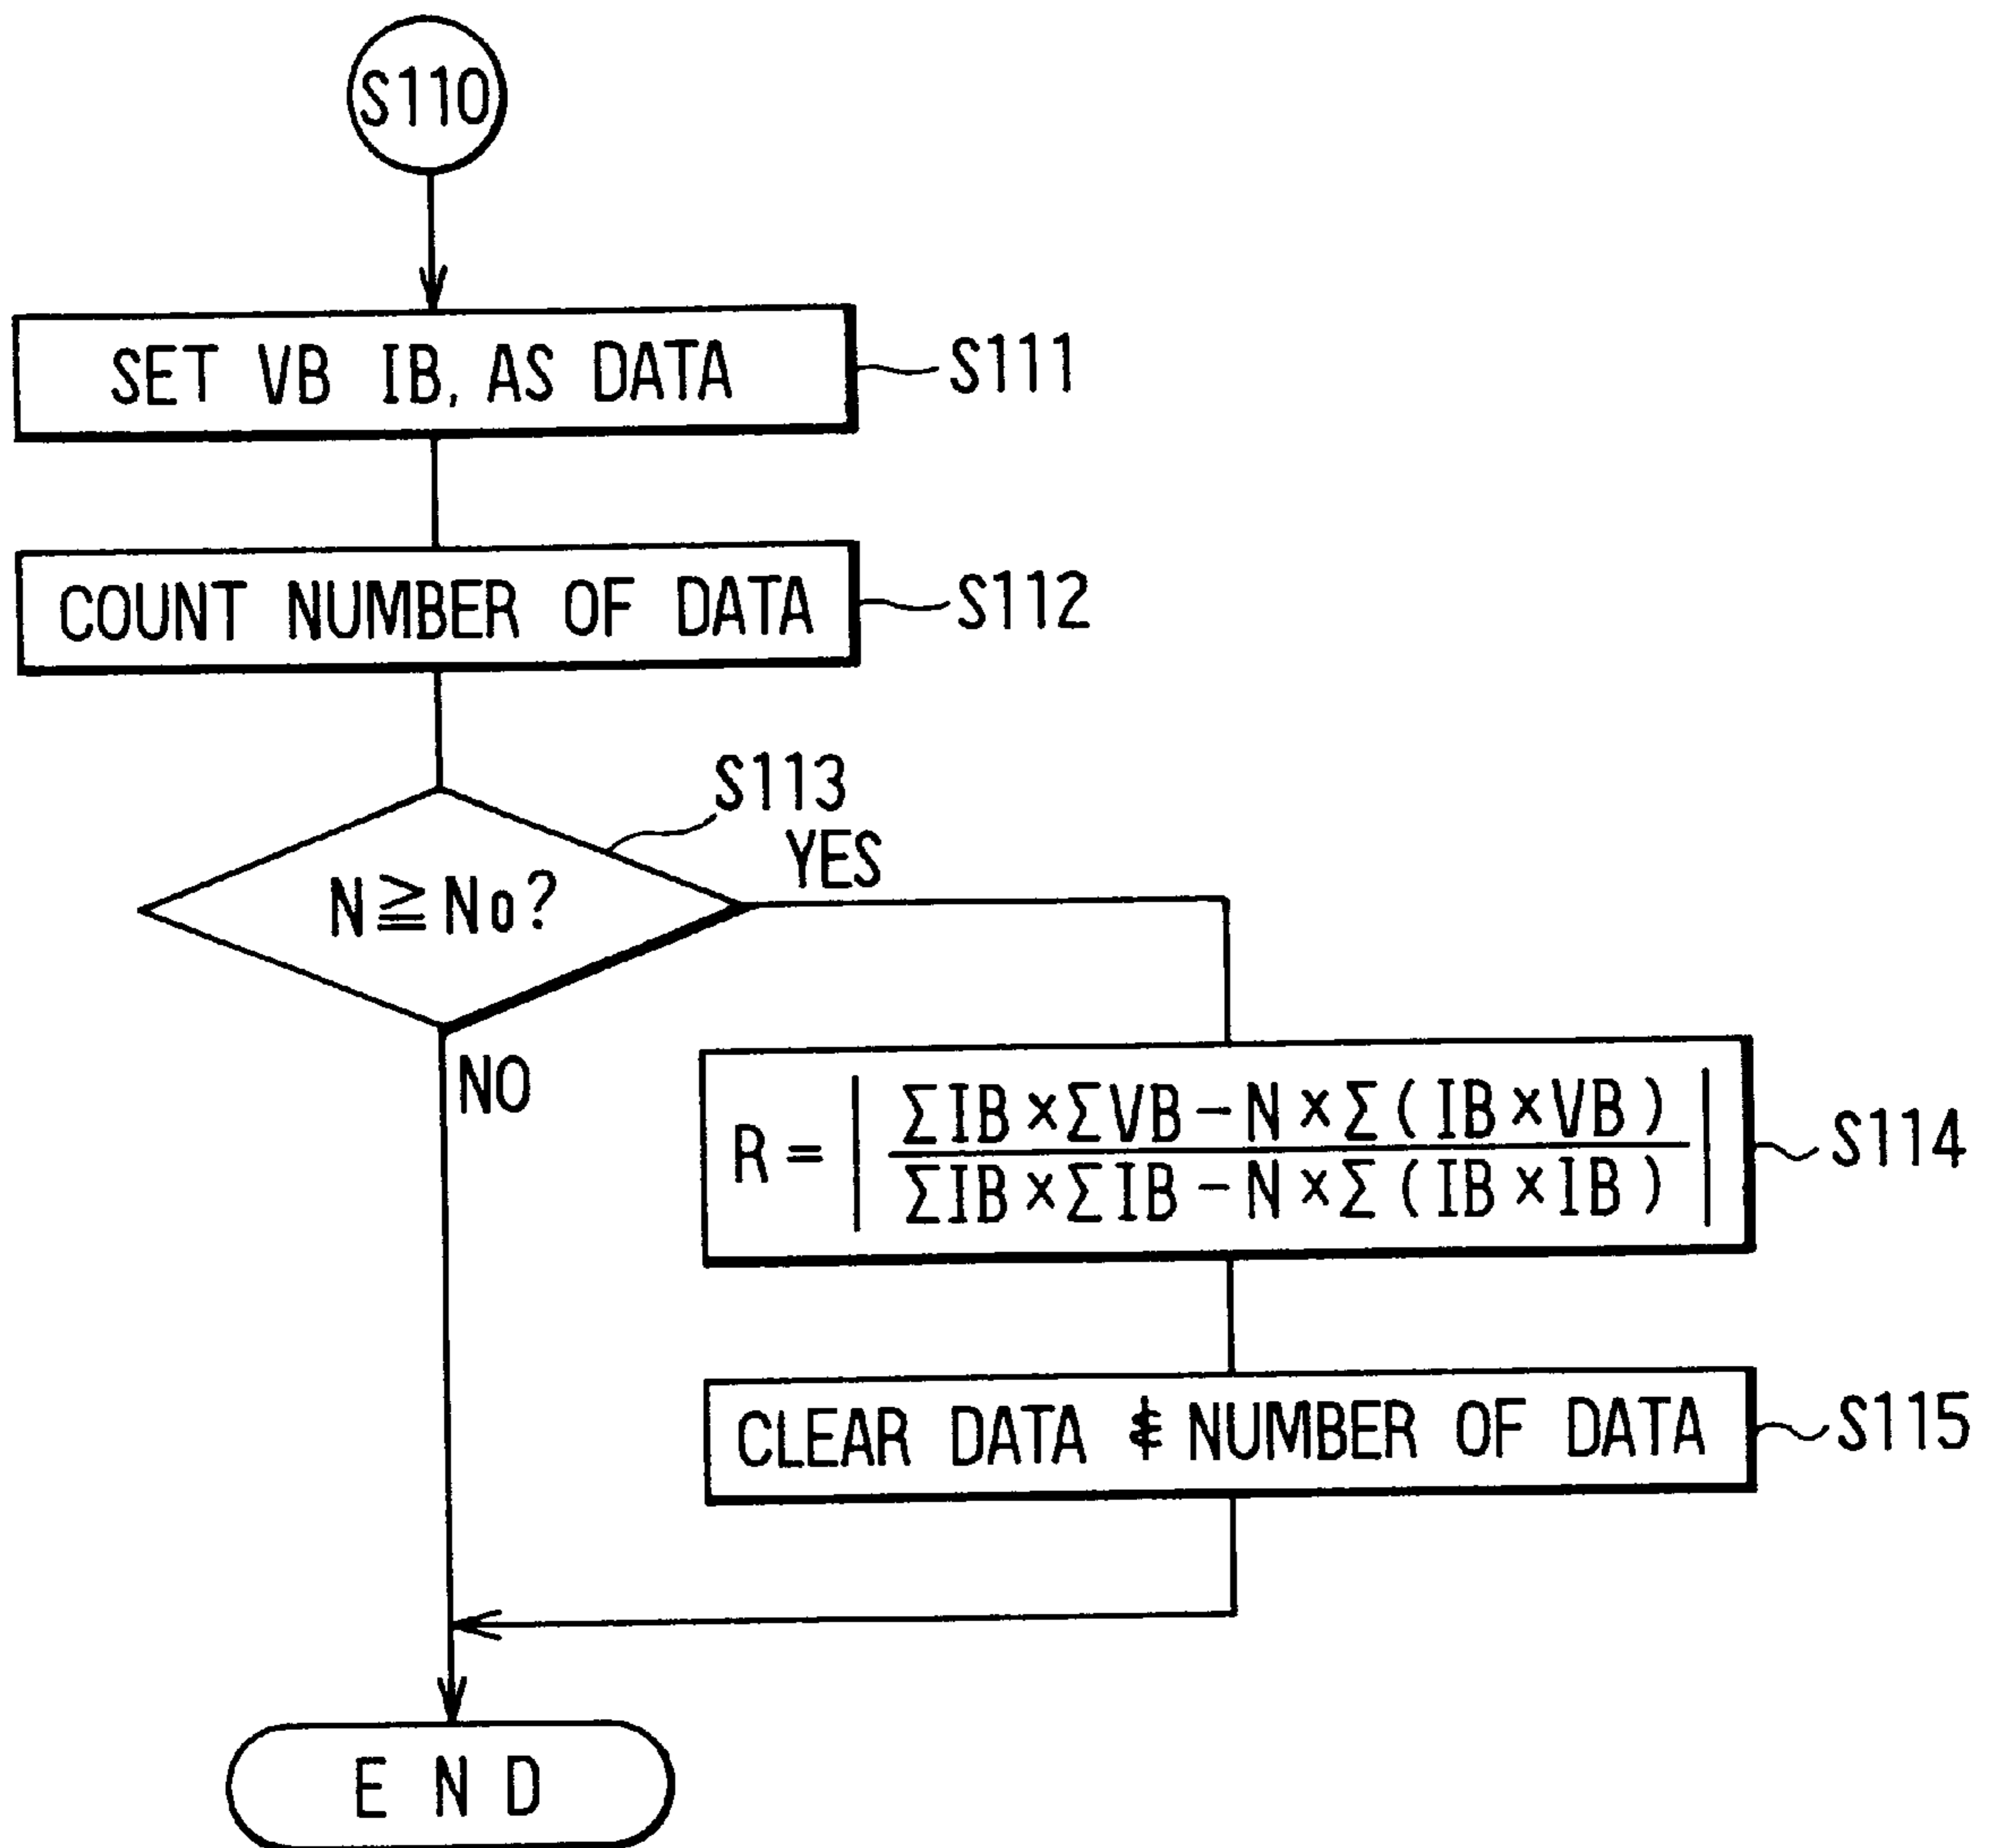 S110
SET VB IB, AS DATA
S111
COUNT NUMBER OF DATA
S112
S113
YES
N≧No?
NO
R = | ΣIB×ΣVB−N×Σ(IB×VB) / ΣIB×ΣIB−N×Σ(IB×IB) |
S114
CLEAR DATA & NUMBER OF DATA
S115
END